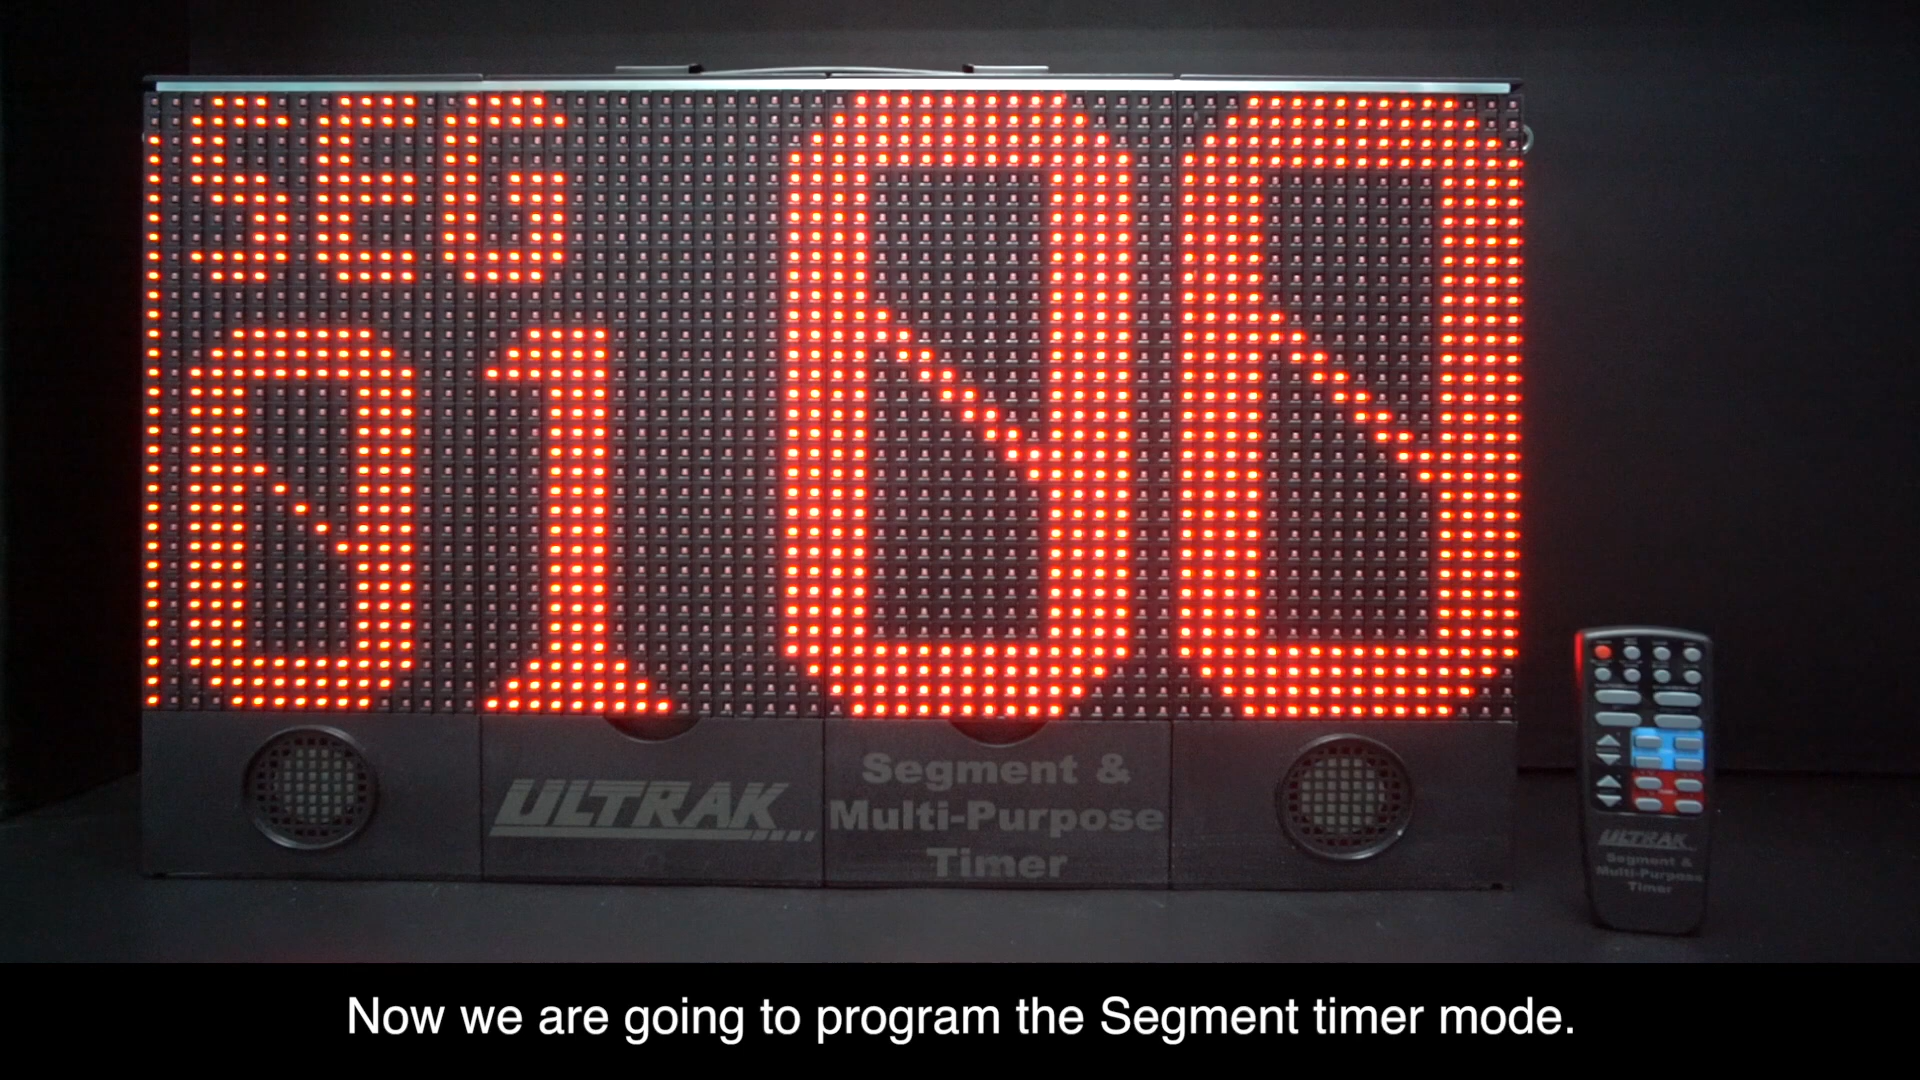 SEG
01 00
ULTRAK
Segment &
Multi-Purpose
Timer
ULTRAK
Segment &
Multi-Purpose
Timer
Now we are going to program the Segment timer mode.